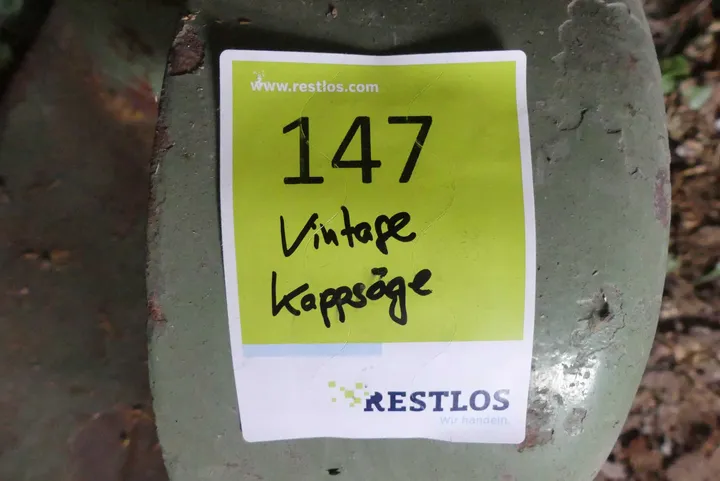 www.restlos.com
147
Vintage
Kappsäge
RESTLOS
Wir handeln.